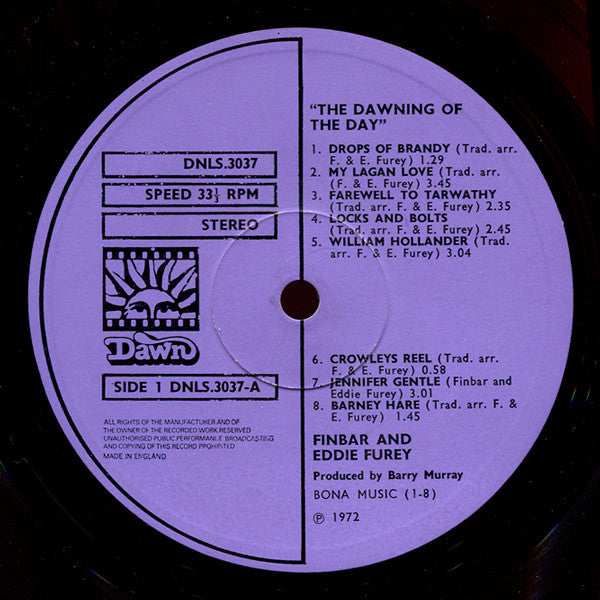 DNLS.3037
SPEED 33⅓ RPM
STEREO
Dawn
SIDE 1 DNLS.3037-A
ALL RIGHTS OF THE MANUFACTURER AND OF
THE OWNER OF THE RECORDED WORK RESERVED
UNAUTHORISED PUBLIC PERFORMANCE BROADCASTING
AND COPYING OF THIS RECORD PROHIBITED
MADE IN ENGLAND
"THE DAWNING OF
THE DAY"
1. DROPS OF BRANDY (Trad. arr.
F. & E. Furey) 1.29
2. MY LAGAN LOVE (Trad. arr.
(F. & E. Furey) 3.45
3. FAREWELL TO TARWATHY
(Trad. arr. F. & E. Furey) 2.35
4. LOCKS AND BOLTS
(Trad. arr. F. & E. Furey) 2.45
5. WILLIAM HOLLANDER (Trad.
arr. F. & E. Furey) 3.04
6. CROWLEYS REEL (Trad. arr.
F. & E. Furey) 0.58
7. JENNIFER GENTLE (Finbar and
Eddie Furey) 3.01
8. BARNEY HARE (Trad. arr. F. &
E. Furey) 1.45
FINBAR AND
EDDIE FUREY
Produced by Barry Murray
BONA MUSIC (1-8)
℗ 1972